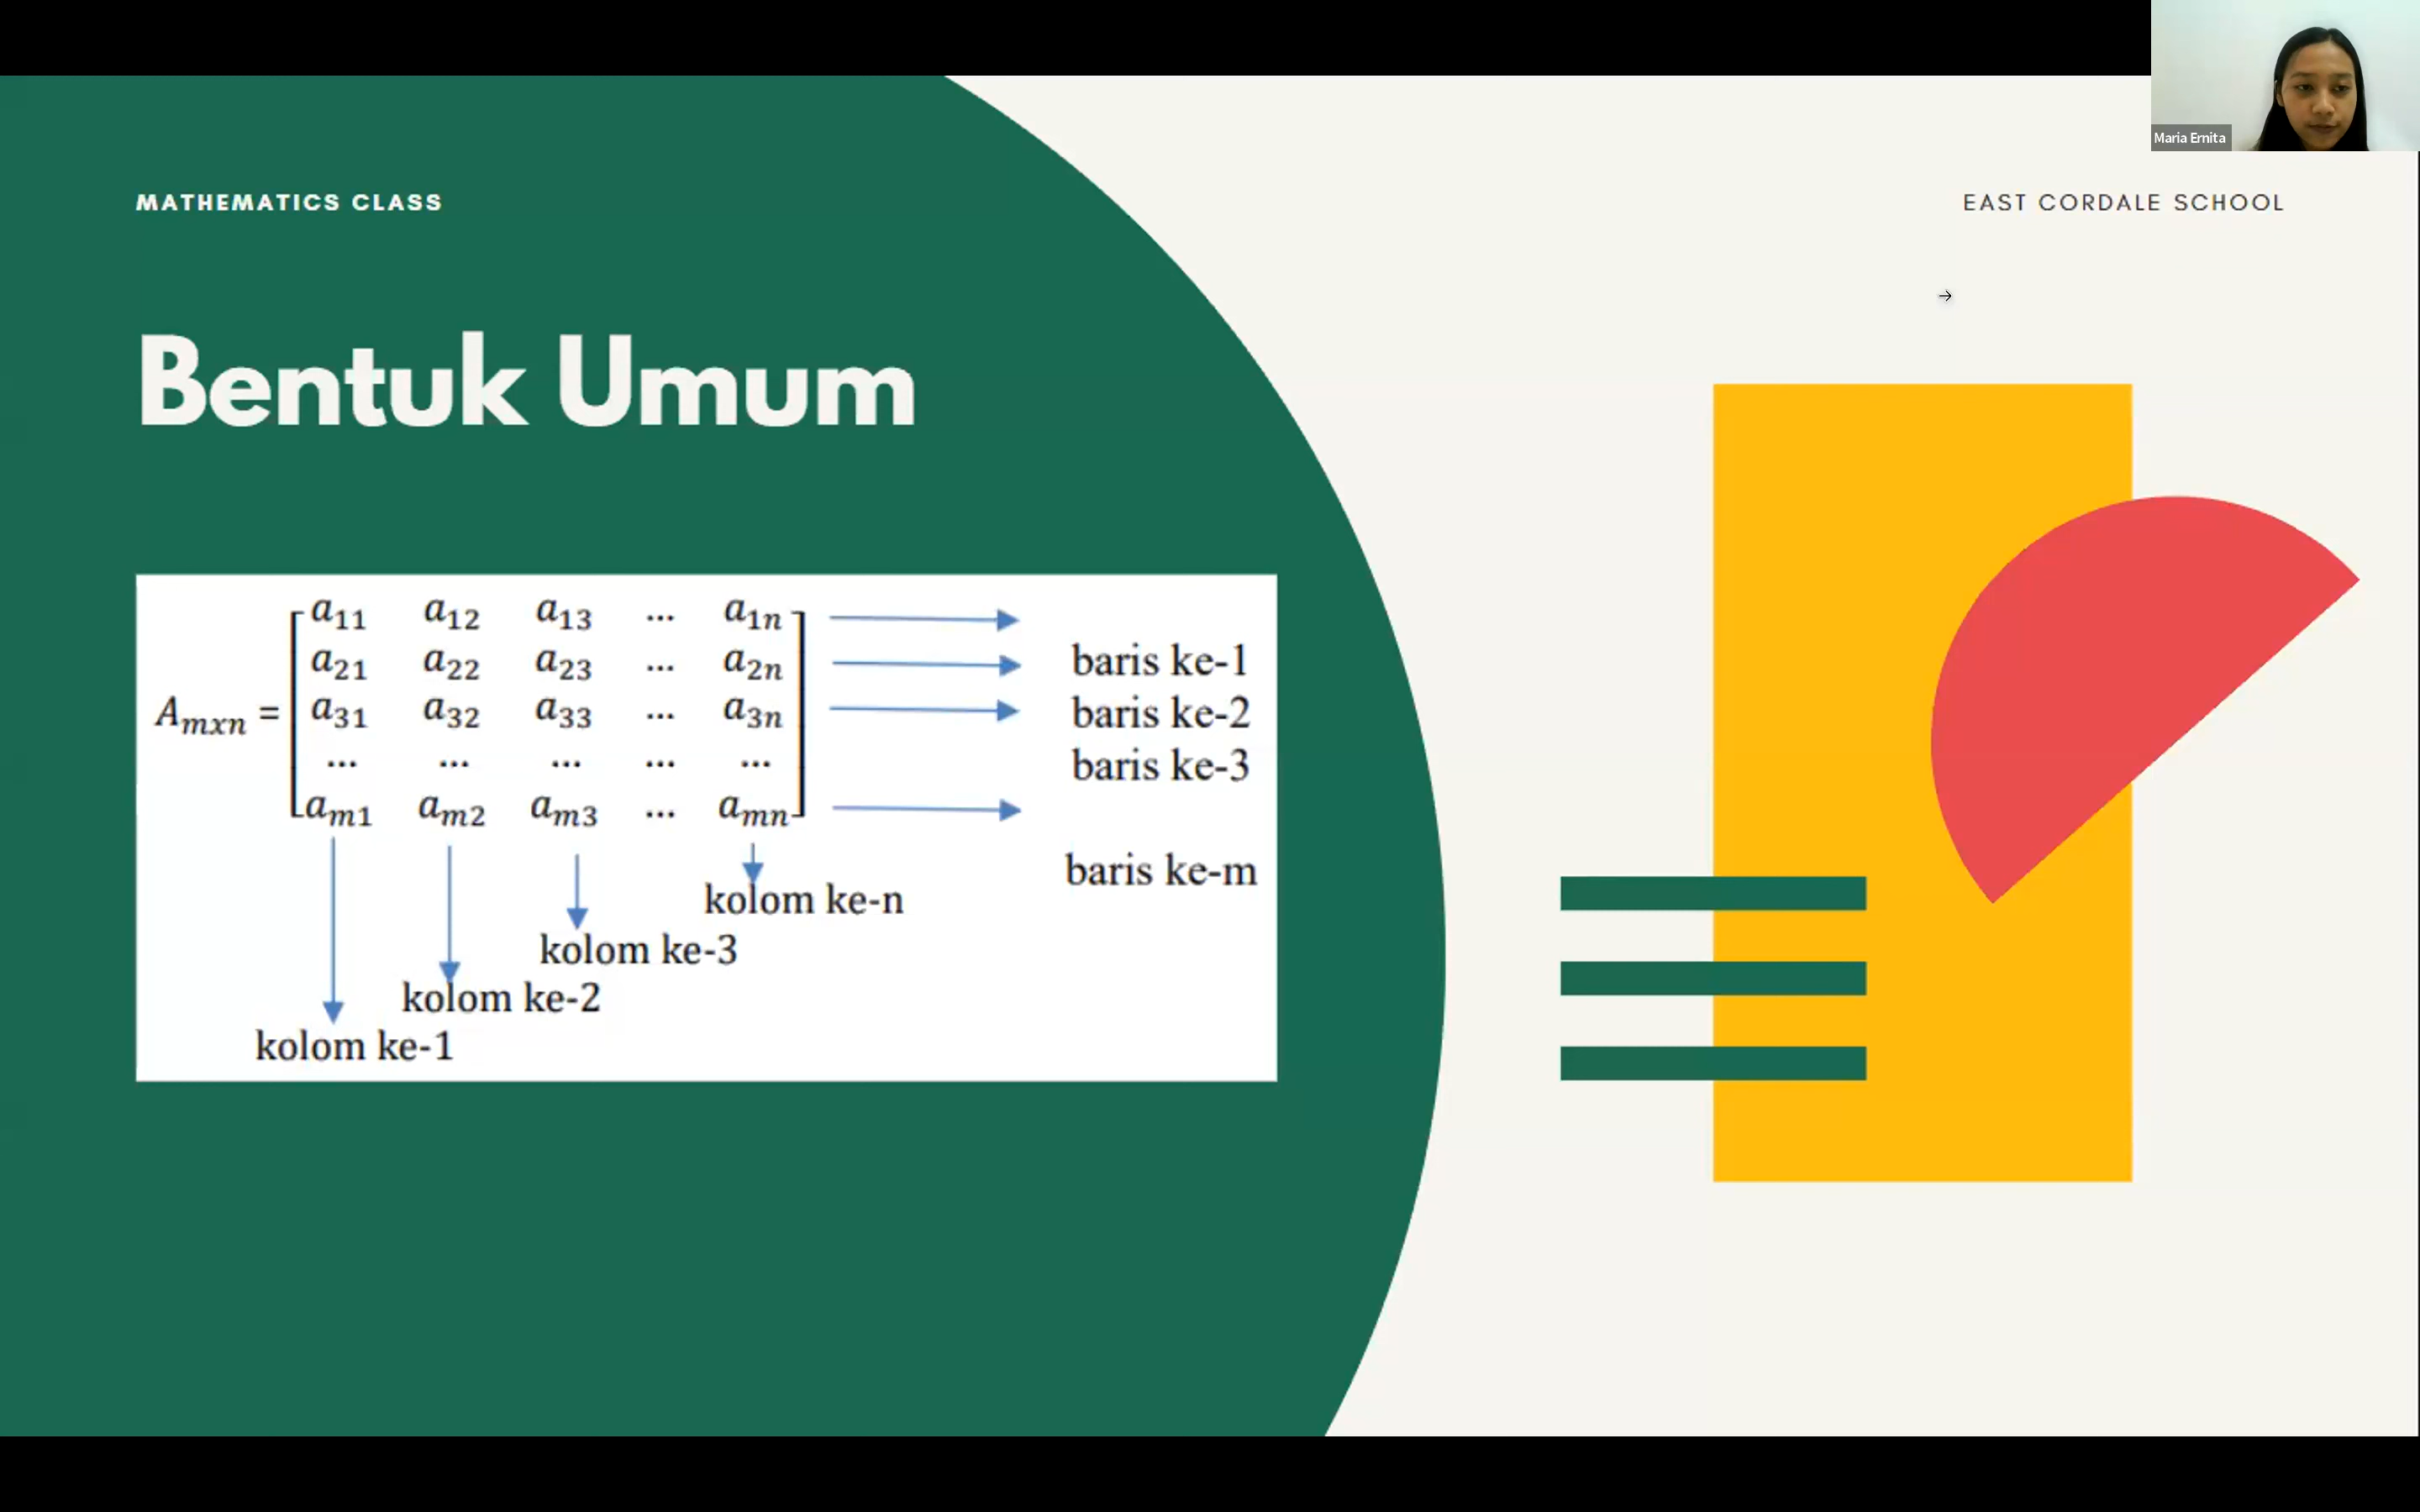 Maria Ernita
MATHEMATICS CLASS
EAST CORDALE SCHOOL
Bentuk Umum
a11 a12 a13 ... a1n
a21 a22 a23 ... a2n
Amxn = a31 a32 a33 ... a3n
... ... ... ... ...
am1 am2 am3 ... amn
baris ke-1
baris ke-2
baris ke-3
baris ke-m
kolom ke-n
kolom ke-3
kolom ke-2
kolom ke-1